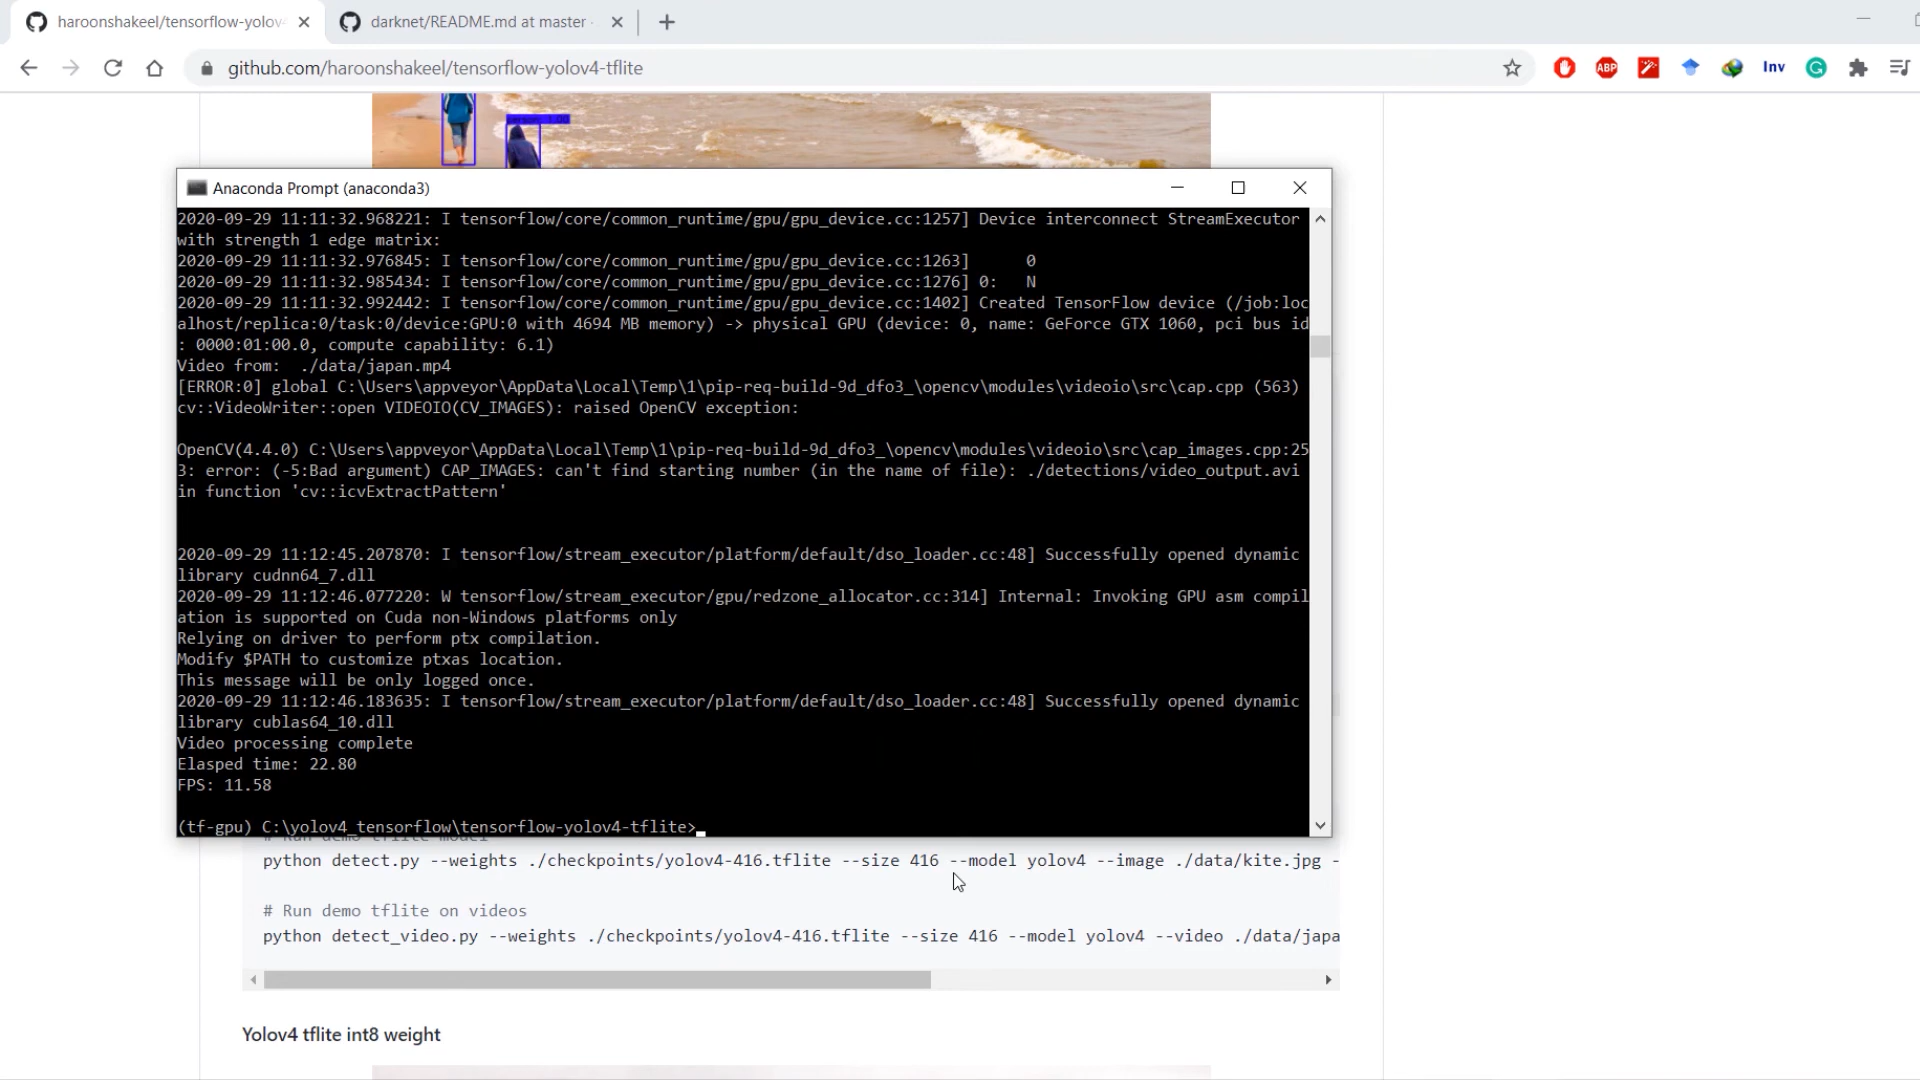 haroonshakeel/tensorflow-yolov4
darknet/README.md at master ·
github.com/haroonshakeel/tensorflow-yolov4-tflite
ABP
Inv
Anaconda Prompt (anaconda3)
2020-09-29 11:11:32.968221: I tensorflow/core/common_runtime/gpu/gpu_device.cc:1257] Device interconnect StreamExecutor
with strength 1 edge matrix:
2020-09-29 11:11:32.976845: I tensorflow/core/common_runtime/gpu/gpu_device.cc:1263]      0
2020-09-29 11:11:32.985434: I tensorflow/core/common_runtime/gpu/gpu_device.cc:1276] 0:   N
2020-09-29 11:11:32.992442: I tensorflow/core/common_runtime/gpu/gpu_device.cc:1402] Created TensorFlow device (/job:loc
alhost/replica:0/task:0/device:GPU:0 with 4694 MB memory) -> physical GPU (device: 0, name: GeForce GTX 1060, pci bus id
: 0000:01:00.0, compute capability: 6.1)
Video from:  ./data/japan.mp4
[ERROR:0] global C:\Users\appveyor\AppData\Local\Temp\1\pip-req-build-9d_dfo3_\opencv\modules\videoio\src\cap.cpp (563)
cv::VideoWriter::open VIDEOIO(CV_IMAGES): raised OpenCV exception:
OpenCV(4.4.0) C:\Users\appveyor\AppData\Local\Temp\1\pip-req-build-9d_dfo3_\opencv\modules\videoio\src\cap_images.cpp:25
3: error: (-5:Bad argument) CAP_IMAGES: can't find starting number (in the name of file): ./detections/video_output.avi
in function 'cv::icvExtractPattern'
2020-09-29 11:12:45.207870: I tensorflow/stream_executor/platform/default/dso_loader.cc:48] Successfully opened dynamic
library cudnn64_7.dll
2020-09-29 11:12:46.077220: W tensorflow/stream_executor/gpu/redzone_allocator.cc:314] Internal: Invoking GPU asm compil
ation is supported on Cuda non-Windows platforms only
Relying on driver to perform ptx compilation.
Modify $PATH to customize ptxas location.
This message will be only logged once.
2020-09-29 11:12:46.183635: I tensorflow/stream_executor/platform/default/dso_loader.cc:48] Successfully opened dynamic
library cublas64_10.dll
Video processing complete
Elasped time: 22.80
FPS: 11.58
(tf-gpu) C:\yolov4_tensorflow\tensorflow-yolov4-tflite>
# Run demo tflite model
python detect.py --weights ./checkpoints/yolov4-416.tflite --size 416 --model yolov4 --image ./data/kite.jpg -
# Run demo tflite on videos
python detect_video.py --weights ./checkpoints/yolov4-416.tflite --size 416 --model yolov4 --video ./data/japa
Yolov4 tflite int8 weight